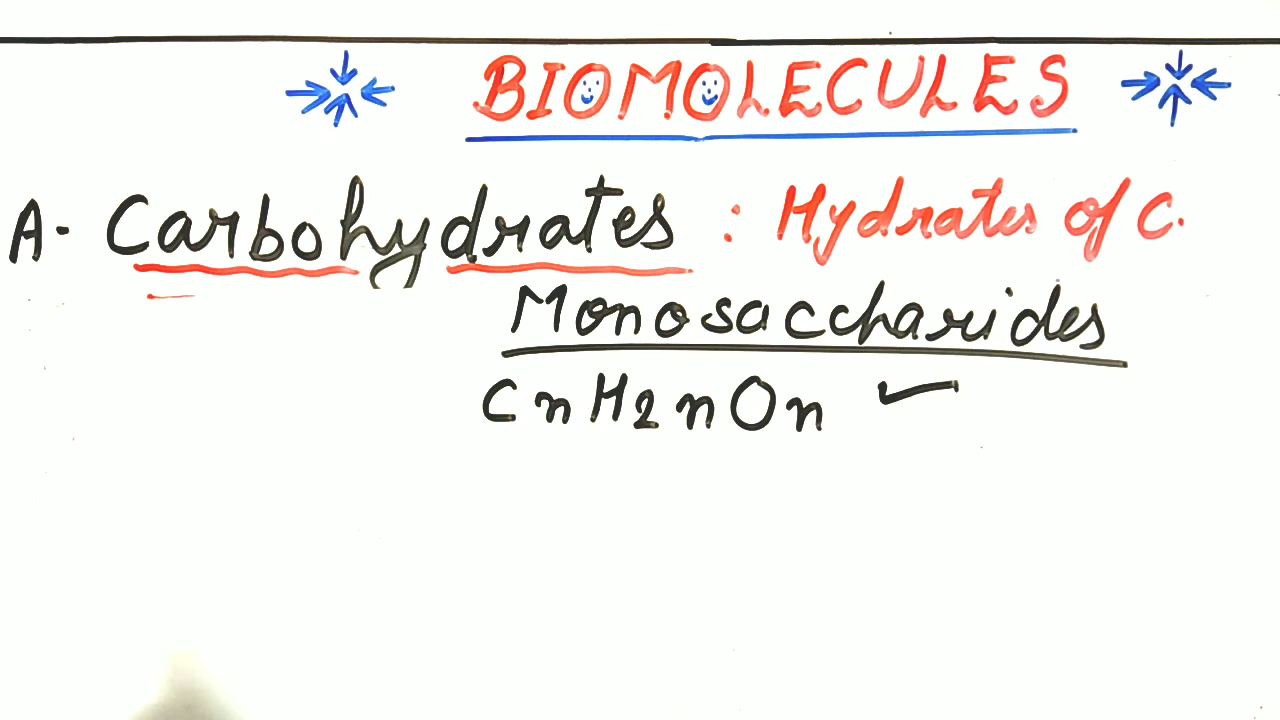 BIOMOLECULES
A. Carbohydrates : Hydrates of C.
Monosaccharides
CnH2nOn